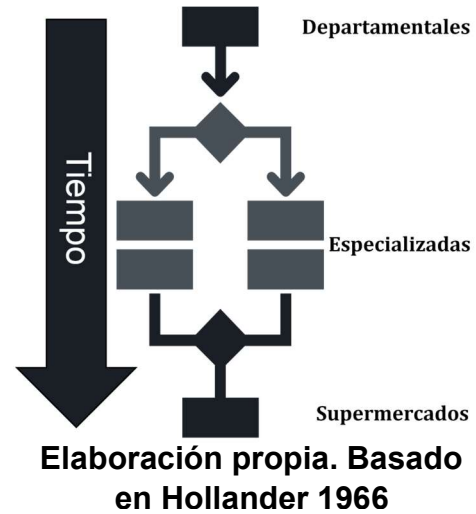 Departamentales
Tiempo
Especializadas
Supermercados
Elaboración propia. Basado
en Hollander 1966